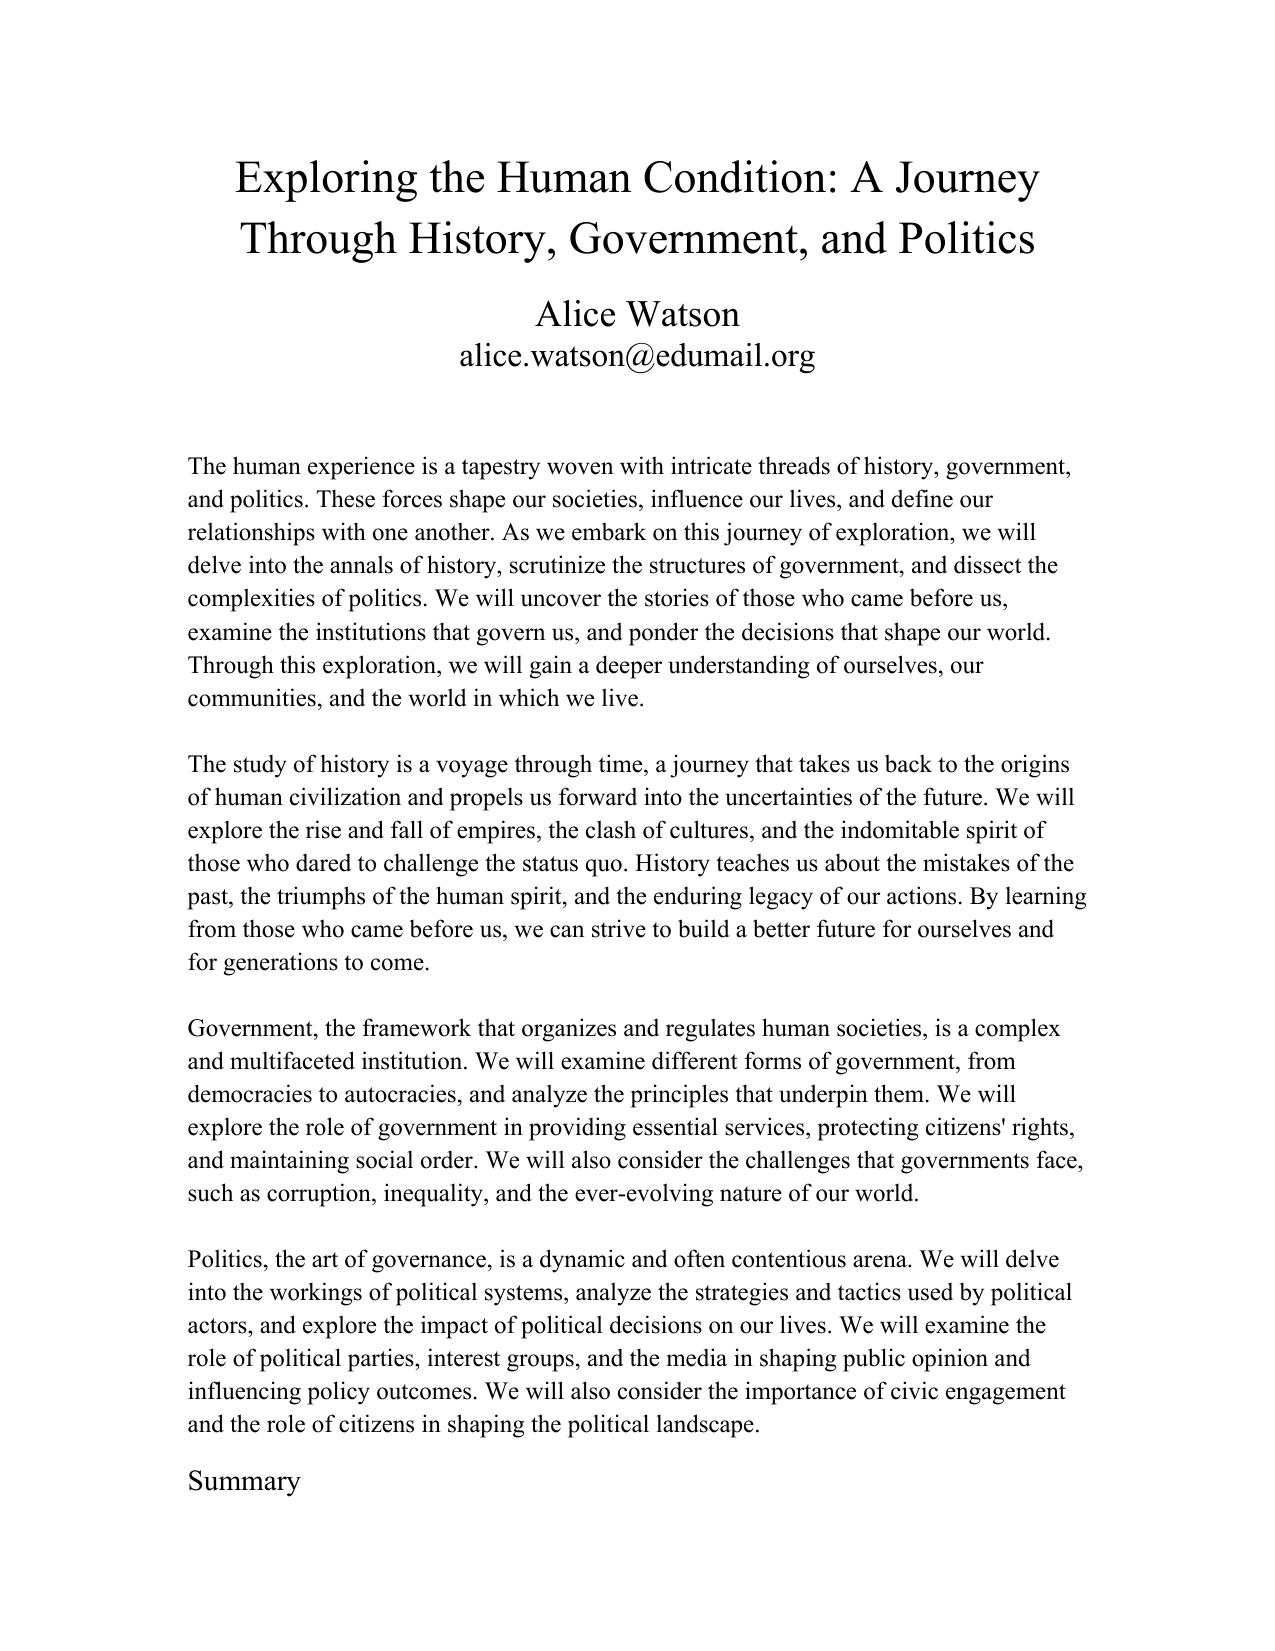 Exploring the Human Condition: A Journey
Through History, Government, and Politics
Alice Watson
alice.watson@edumail.org
The human experience is a tapestry woven with intricate threads of history, government,
and politics. These forces shape our societies, influence our lives, and define our
relationships with one another. As we embark on this journey of exploration, we will
delve into the annals of history, scrutinize the structures of government, and dissect the
complexities of politics. We will uncover the stories of those who came before us,
examine the institutions that govern us, and ponder the decisions that shape our world.
Through this exploration, we will gain a deeper understanding of ourselves, our
communities, and the world in which we live.
The study of history is a voyage through time, a journey that takes us back to the origins
of human civilization and propels us forward into the uncertainties of the future. We will
explore the rise and fall of empires, the clash of cultures, and the indomitable spirit of
those who dared to challenge the status quo. History teaches us about the mistakes of the
past, the triumphs of the human spirit, and the enduring legacy of our actions. By learning
from those who came before us, we can strive to build a better future for ourselves and
for generations to come.
Government, the framework that organizes and regulates human societies, is a complex
and multifaceted institution. We will examine different forms of government, from
democracies to autocracies, and analyze the principles that underpin them. We will
explore the role of government in providing essential services, protecting citizens' rights,
and maintaining social order. We will also consider the challenges that governments face,
such as corruption, inequality, and the ever-evolving nature of our world.
Politics, the art of governance, is a dynamic and often contentious arena. We will delve
into the workings of political systems, analyze the strategies and tactics used by political
actors, and explore the impact of political decisions on our lives. We will examine the
role of political parties, interest groups, and the media in shaping public opinion and
influencing policy outcomes. We will also consider the importance of civic engagement
and the role of citizens in shaping the political landscape.
Summary